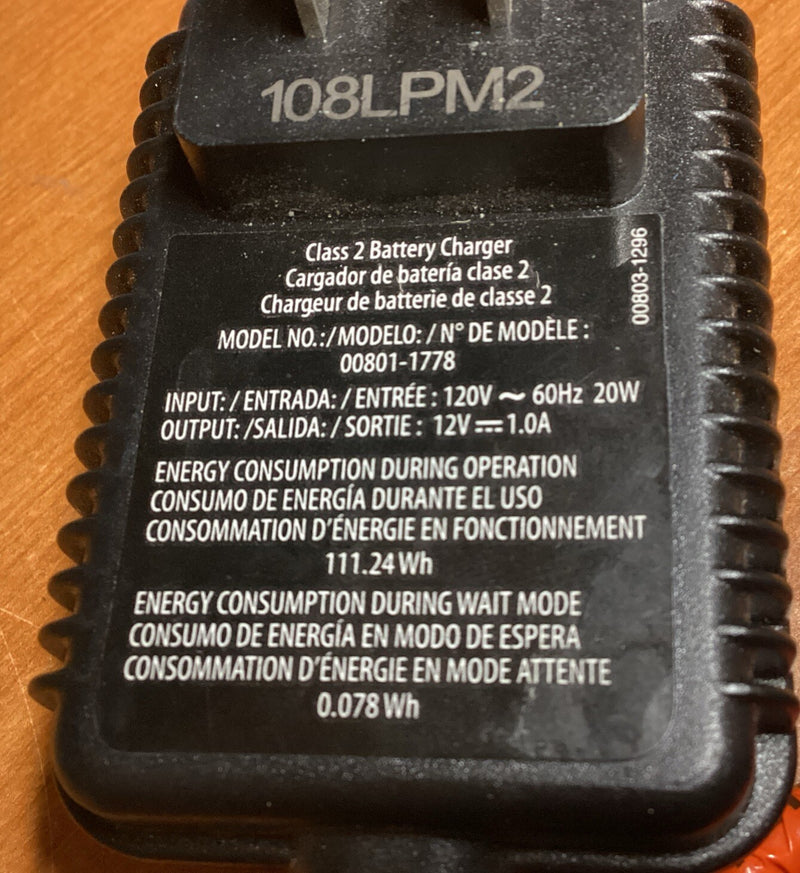 108LPM2
Class 2 Battery Charger
Cargador de batería clase 2
Chargeur de batterie de classe 2
00803-1296
MODEL NO.:/MODELO: / N° DE MODÈLE :
00801-1778
INPUT: / ENTRADA: / ENTRÉE : 120V ~ 60Hz 20W
OUTPUT: /SALIDA: / SORTIE : 12V ⎓ 1.0A
ENERGY CONSUMPTION DURING OPERATION
CONSUMO DE ENERGÍA DURANTE EL USO
CONSOMMATION D'ÉNERGIE EN FONCTIONNEMENT
111.24 Wh
ENERGY CONSUMPTION DURING WAIT MODE
CONSUMO DE ENERGÍA EN MODO DE ESPERA
CONSOMMATION D'ÉNERGIE EN MODE ATTENTE
0.078 Wh